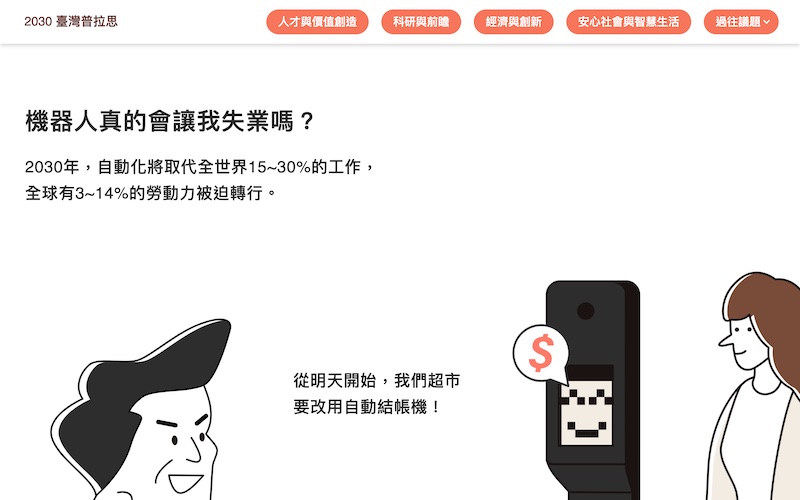 2030 臺灣普拉思
人才與價值創造
科研與前瞻
經濟與創新
安心社會與智慧生活
過往議題
機器人真的會讓我失業嗎？
2030年，自動化將取代全世界15~30%的工作，
全球有3~14%的勞動力被迫轉行。
$
從明天開始，我們超市
要改用自動結帳機！